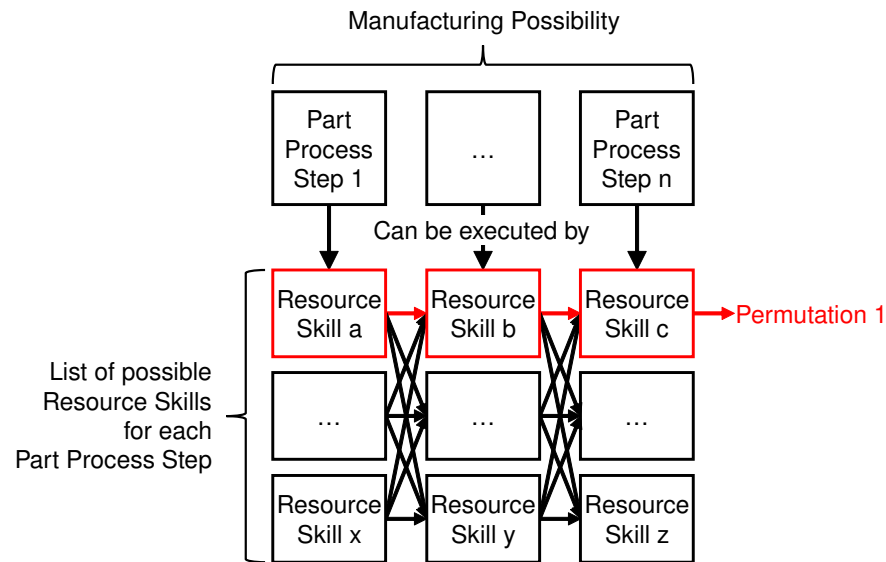 Manufacturing Possibility
Part
Process
Step 1
…
Part
Process
Step n
Can be executed by
Resource
Skill a
Resource
Skill b
Resource
Skill c
Permutation 1
List of possible
Resource Skills
for each
Part Process Step
…
…
…
Resource
Skill x
Resource
Skill y
Resource
Skill z